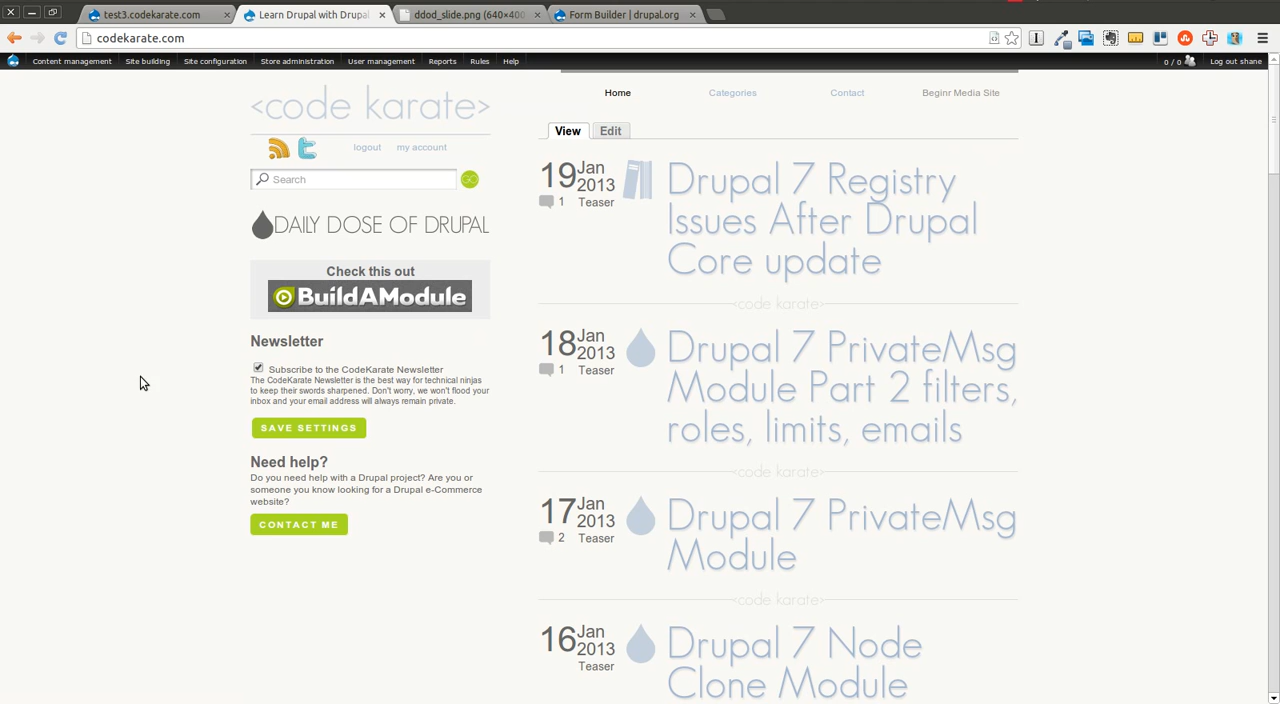 test3.codekarate.com
Learn Drupal with Drupal
ddod_slide.png (640×400
Form Builder | drupal.org
codekarate.com
Content management Site building Site configuration Store administration User management Reports Rules Help
0 / 0 Log out shane
<code karate>
Home Categories Contact Beginr Media Site
logout my account
View Edit
Search GO
DAILY DOSE OF DRUPAL
Check this out
BuildAModule
Newsletter
Subscribe to the CodeKarate Newsletter
The CodeKarate Newsletter is the best way for technical ninjas
to keep their swords sharpened. Don't worry, we won't flood your
inbox and your email address will always remain private.
SAVE SETTINGS
Need help?
Do you need help with a Drupal project? Are you or
someone you know looking for a Drupal e-Commerce
website?
CONTACT ME
19 Jan 2013
1 Teaser
Drupal 7 Registry
Issues After Drupal
Core update
<code karate>
18 Jan 2013
1 Teaser
Drupal 7 PrivateMsg
Module Part 2 filters,
roles, limits, emails
<code karate>
17 Jan 2013
2 Teaser
Drupal 7 PrivateMsg
Module
<code karate>
16 Jan 2013
Teaser
Drupal 7 Node
Clone Module